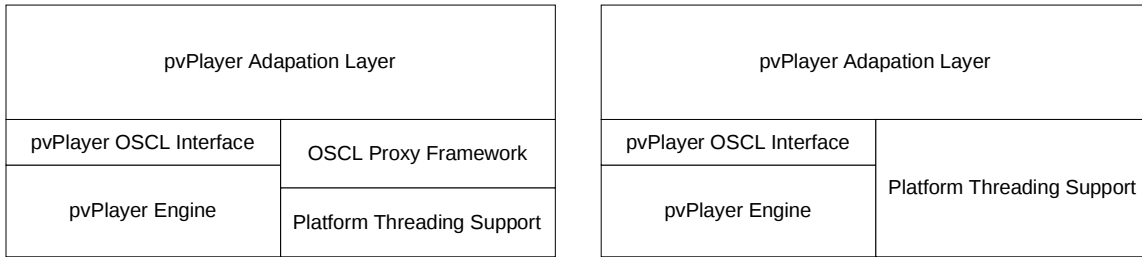 pvPlayer Adapation Layer
pvPlayer OSCL Interface
OSCL Proxy Framework
pvPlayer Engine
Platform Threading Support
pvPlayer Adapation Layer
pvPlayer OSCL Interface
Platform Threading Support
pvPlayer Engine